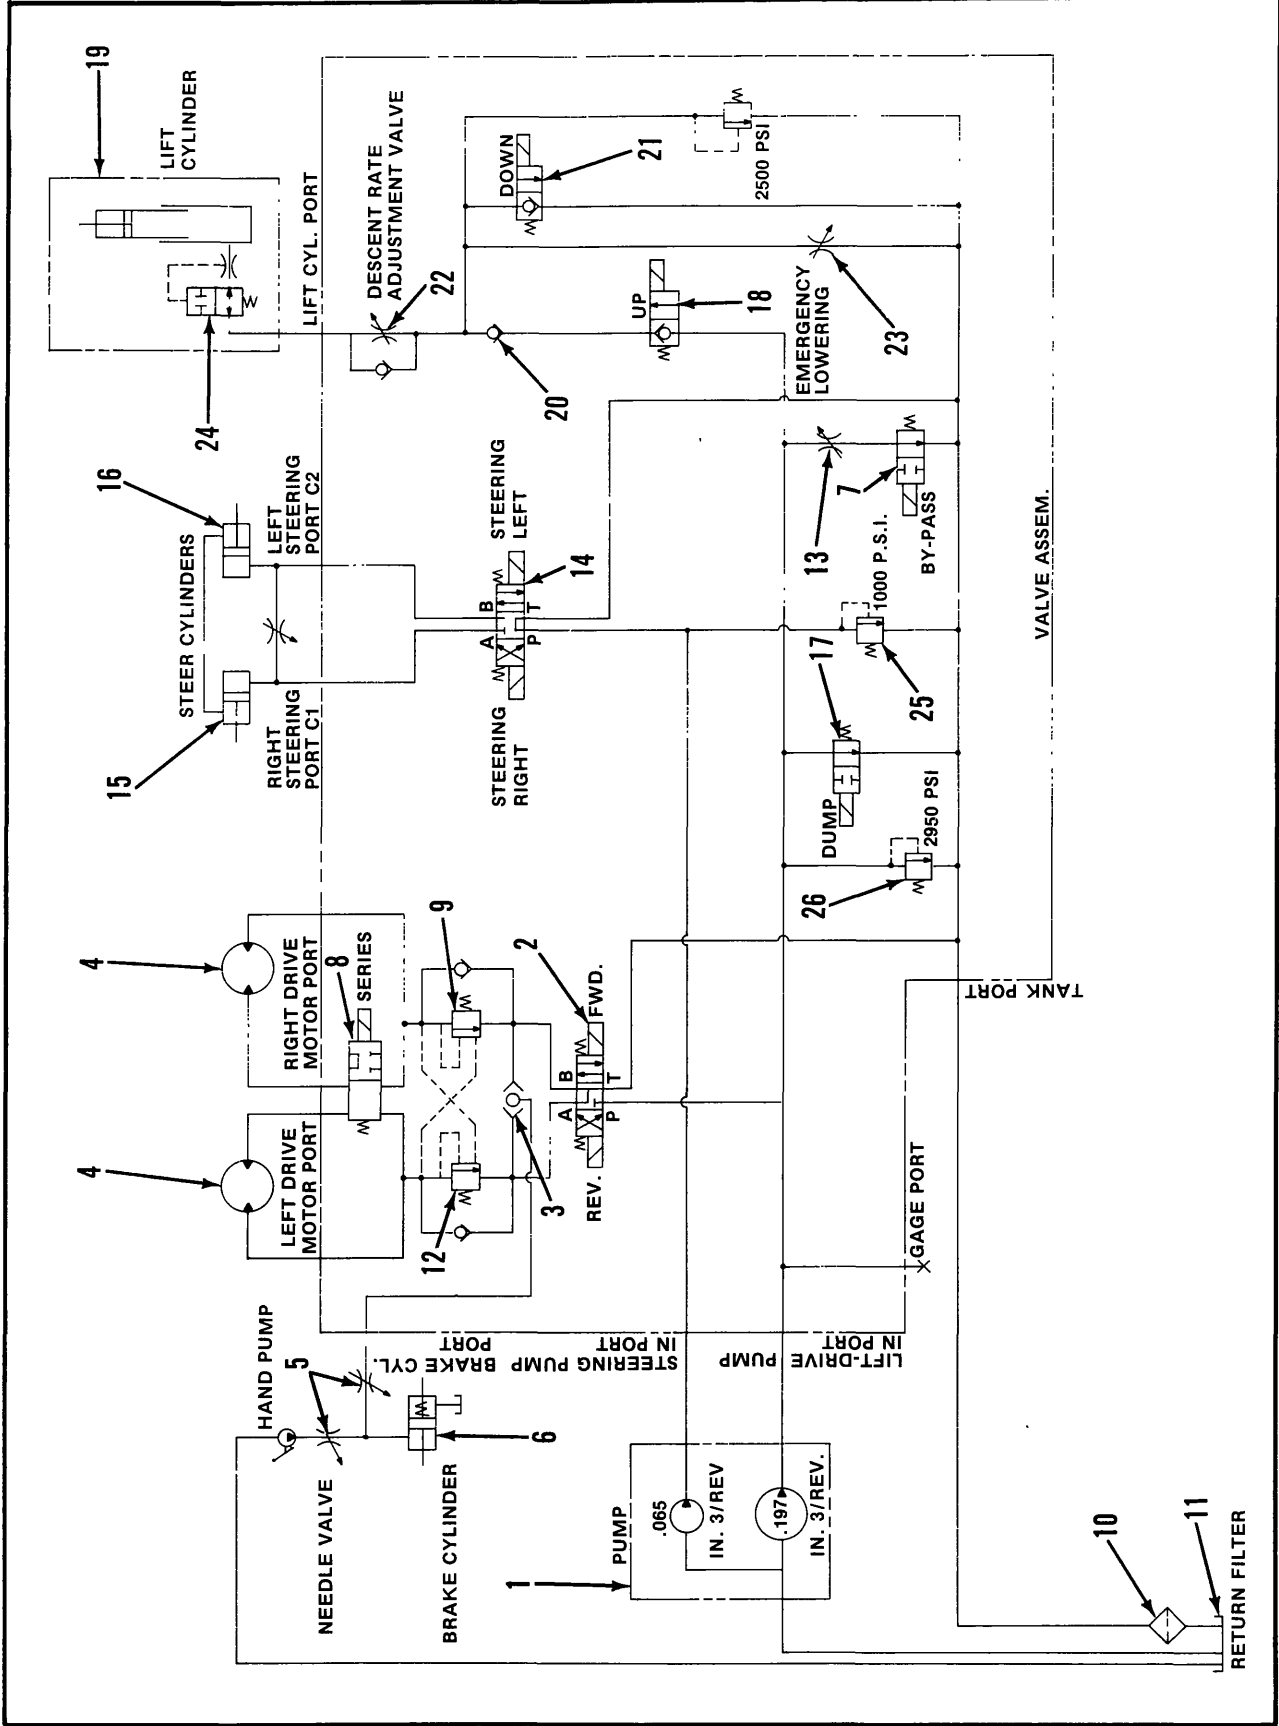 19
LIFT
CYLINDER
LIFT CYL. PORT
DESCENT RATE
ADJUSTMENT VALVE
22
24
20
DOWN
21
2500 PSI
UP
18
EMERGENCY
LOWERING
23
16
STEER CYLINDERS
15
LEFT
STEERING
PORT C2
RIGHT
STEERING
PORT C1
STEERING
LEFT
14
A B
P T
STEERING
RIGHT
13
7
BY-PASS
1000 P.S.I.
25
17
DUMP
2950 PSI
26
VALVE ASSEM.
4
RIGHT DRIVE
MOTOR PORT
8
SERIES
9
2
FWD.
4
LEFT DRIVE
MOTOR PORT
12
3
A B
P T
REV.
TANK PORT
GAGE PORT
HAND PUMP
5
NEEDLE VALVE
BRAKE CYLINDER
6
BRAKE CYL.
PORT
STEERING PUMP
IN PORT
LIFT-DRIVE PUMP
IN PORT
1
PUMP
.065
IN. 3/REV
.197
IN. 3/REV.
10
11
RETURN FILTER